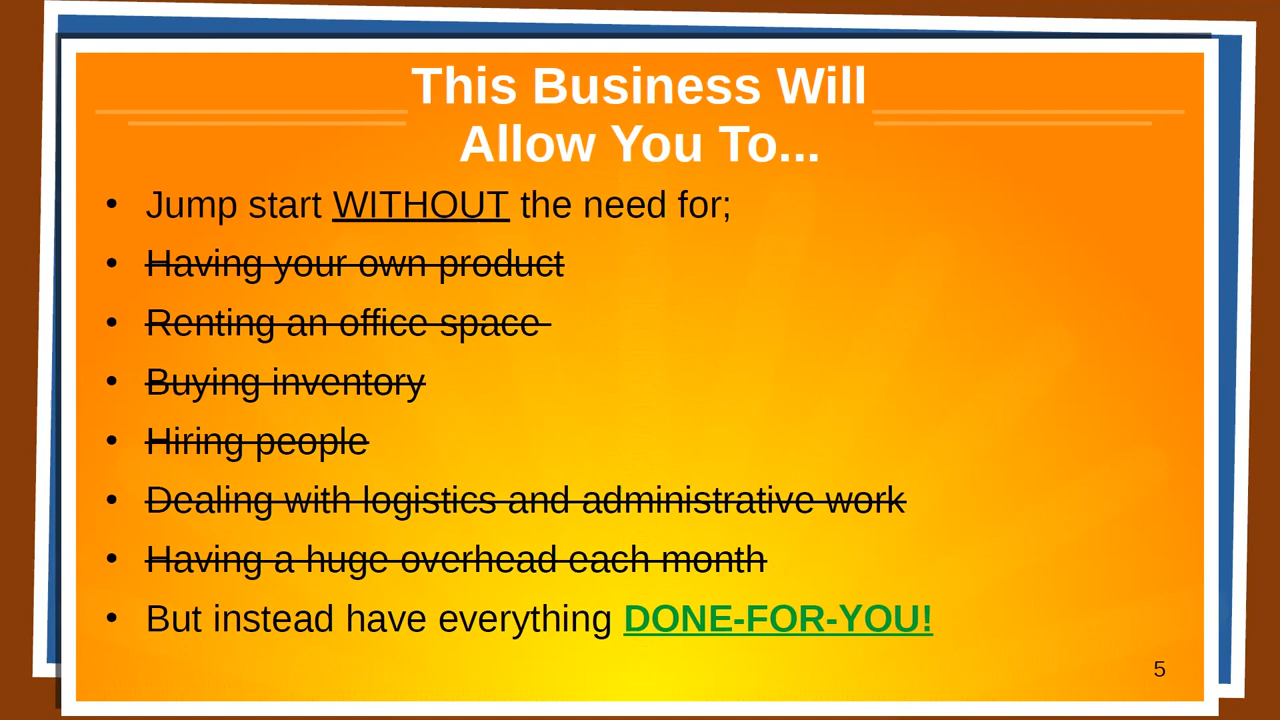 This Business Will
Allow You To...
• Jump start WITHOUT the need for;
• Having your own product
• Renting an office space
• Buying inventory
• Hiring people
• Dealing with logistics and administrative work
• Having a huge overhead each month
• But instead have everything DONE-FOR-YOU!
5